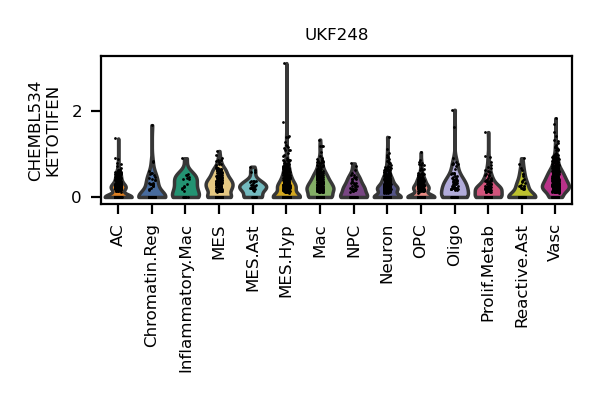 UKF248
CHEMBL534
KETOTIFEN
2
0
AC
Chromatin.Reg
Inflammatory.Mac
MES
MES.Ast
MES.Hyp
Mac
NPC
Neuron
OPC
Oligo
Prolif.Metab
Reactive.Ast
Vasc